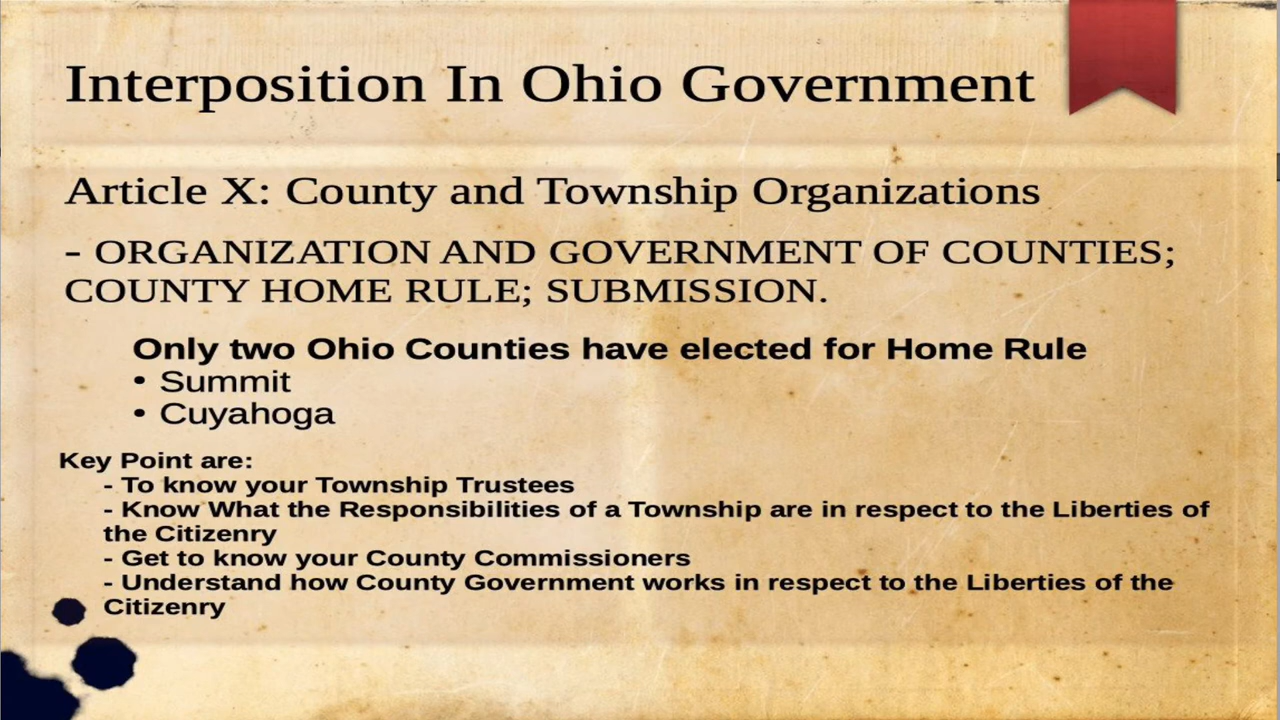 Interposition In Ohio Government
Article X: County and Township Organizations
- ORGANIZATION AND GOVERNMENT OF COUNTIES;
COUNTY HOME RULE; SUBMISSION.
Only two Ohio Counties have elected for Home Rule
• Summit
• Cuyahoga
Key Point are:
- To know your Township Trustees
- Know What the Responsibilities of a Township are in respect to the Liberties of
the Citizenry
- Get to know your County Commissioners
- Understand how County Government works in respect to the Liberties of the
Citizenry